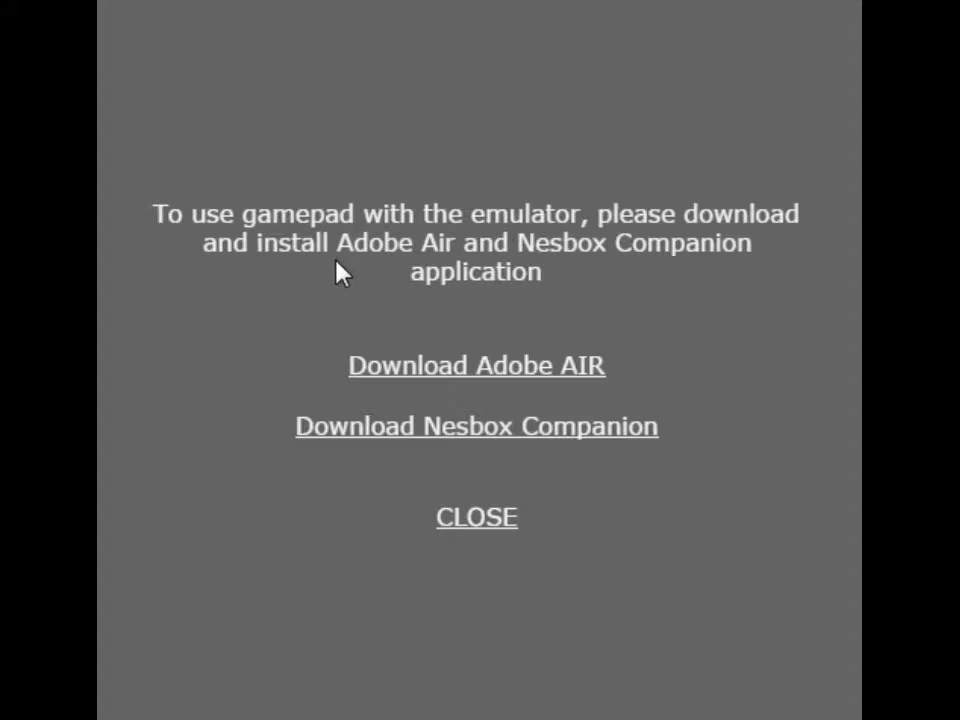 To use gamepad with the emulator, please download
and install Adobe Air and Nesbox Companion
application
Download Adobe AIR
Download Nesbox Companion
CLOSE